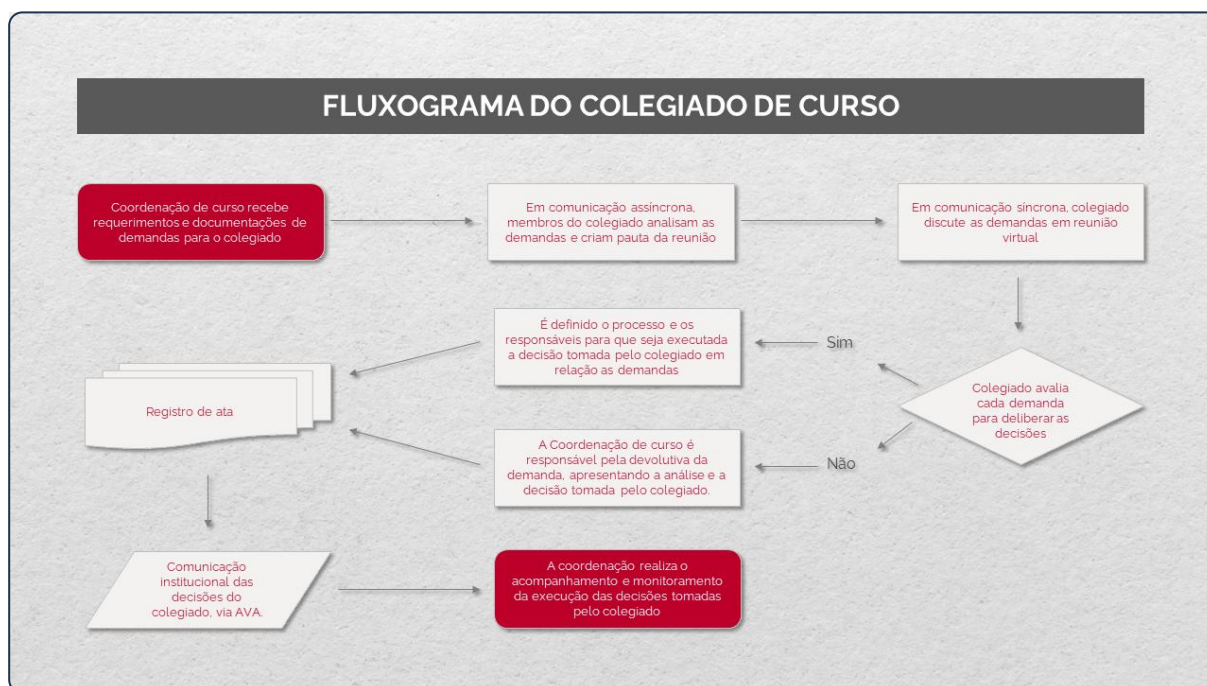 FLUXOGRAMA DO COLEGIADO DE CURSO
Coordenação de curso recebe
requerimentos e documentações de
demandas para o colegiado
Em comunicação assíncrona,
membros do colegiado analisam as
demandas e criam pauta da reunião
Em comunicação síncrona, colegiado
discute as demandas em reunião
virtual
Colegiado avalia
cada demanda
para deliberar as
decisões
Sim
É definido o processo e os
responsáveis para que seja executada
a decisão tomada pelo colegiado em
relação as demandas
Não
A Coordenação de curso é
responsável pela devolutiva da
demanda, apresentando a análise e a
decisão tomada pelo colegiado.
Registro de ata
Comunicação
institucional das
decisões do
colegiado, via AVA.
A coordenação realiza o
acompanhamento e monitoramento
da execução das decisões tomadas
pelo colegiado